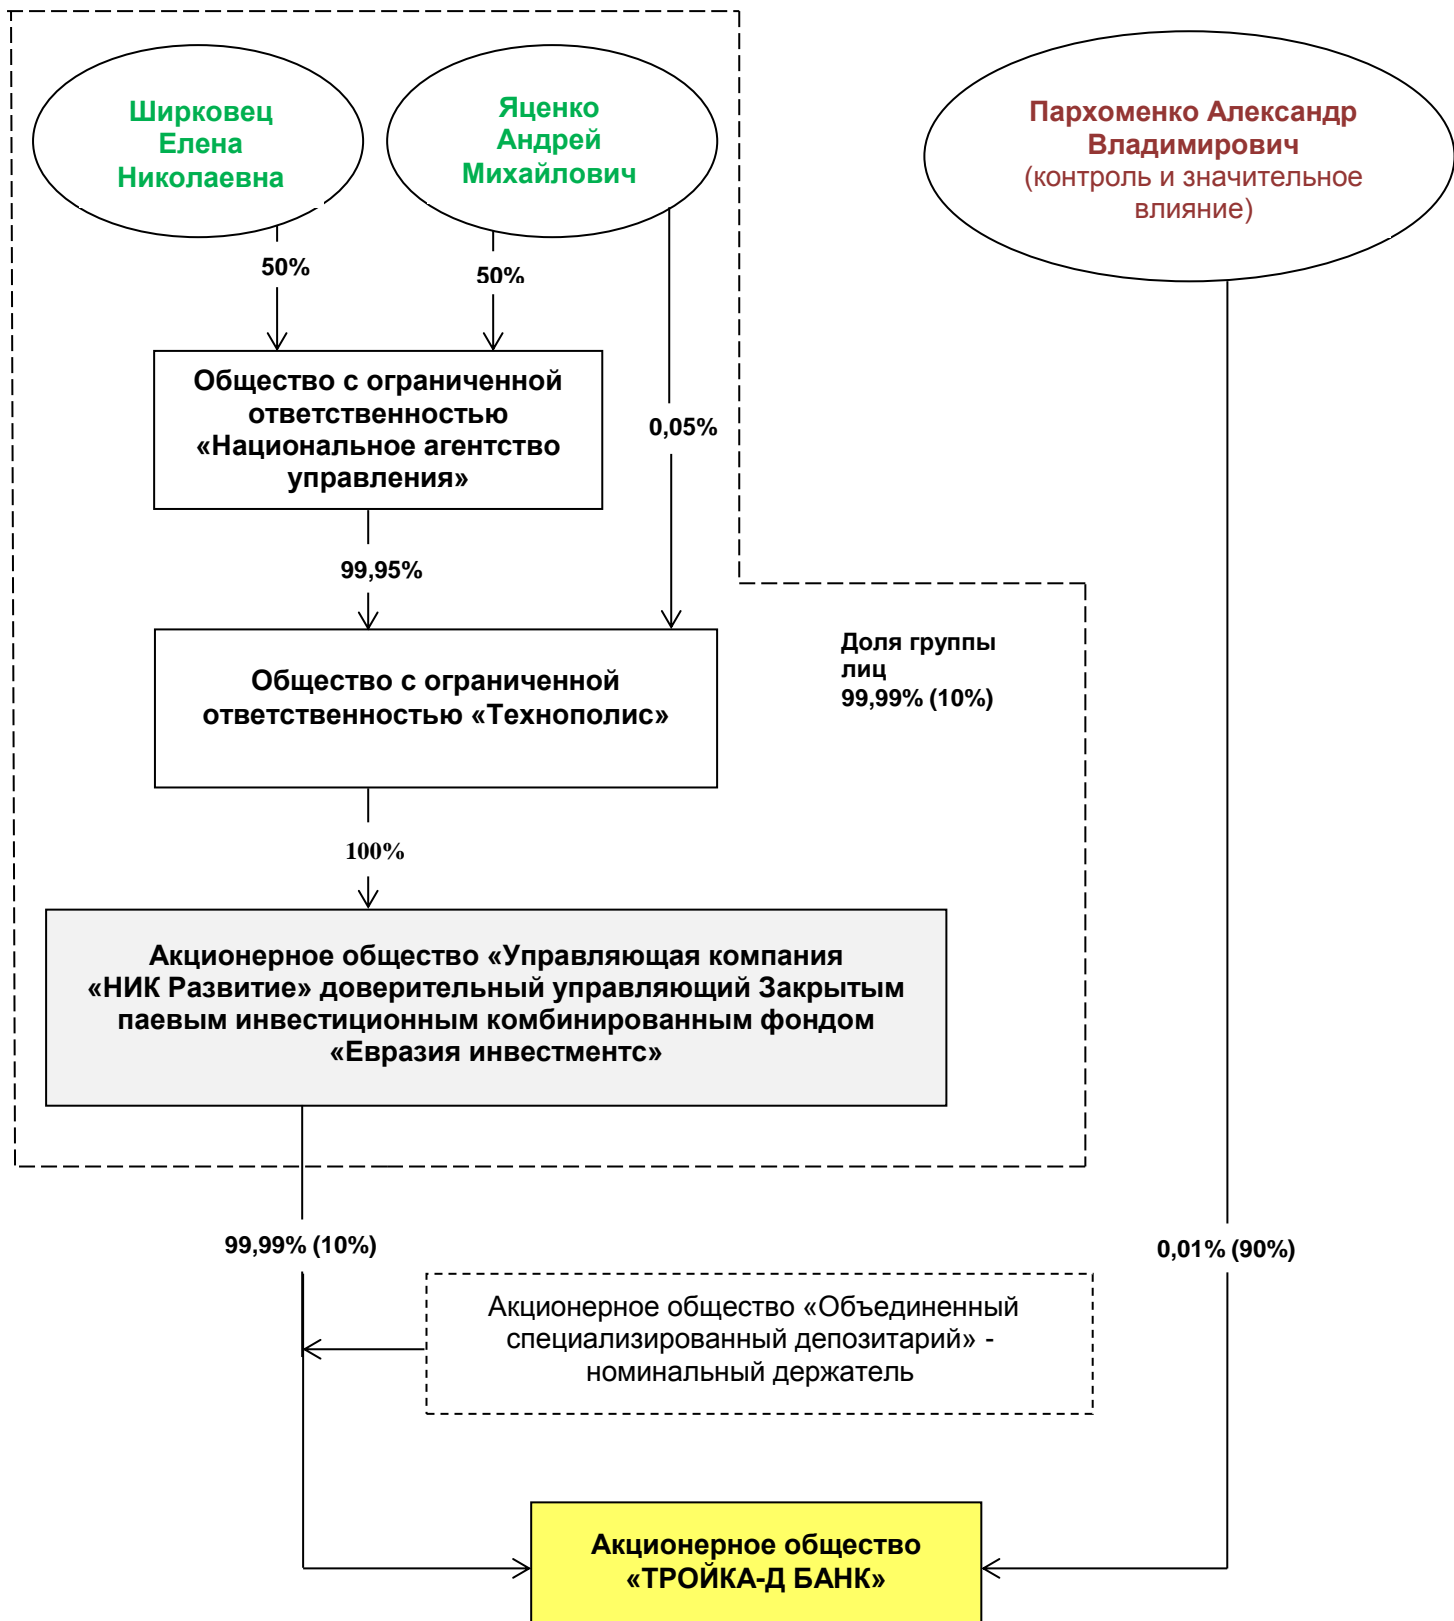 Ширковец
Елена
Николаевна
Яценко
Андрей
Михайлович
Пархоменко Александр
Владимирович
(контроль и значительное
влияние)
50%
50%
Общество с ограниченной
ответственностью
«Национальное агентство
управления»
0,05%
99,95%
Общество с ограниченной
ответственностью «Технополис»
Доля группы
лиц
99,99% (10%)
100%
Акционерное общество «Управляющая компания
«НИК Развитие» доверительный управляющий Закрытым
паевым инвестиционным комбинированным фондом
«Евразия инвестментс»
99,99% (10%)
0,01% (90%)
Акционерное общество «Объединенный
специализированный депозитарий» -
номинальный держатель
Акционерное общество
«ТРОЙКА-Д БАНК»